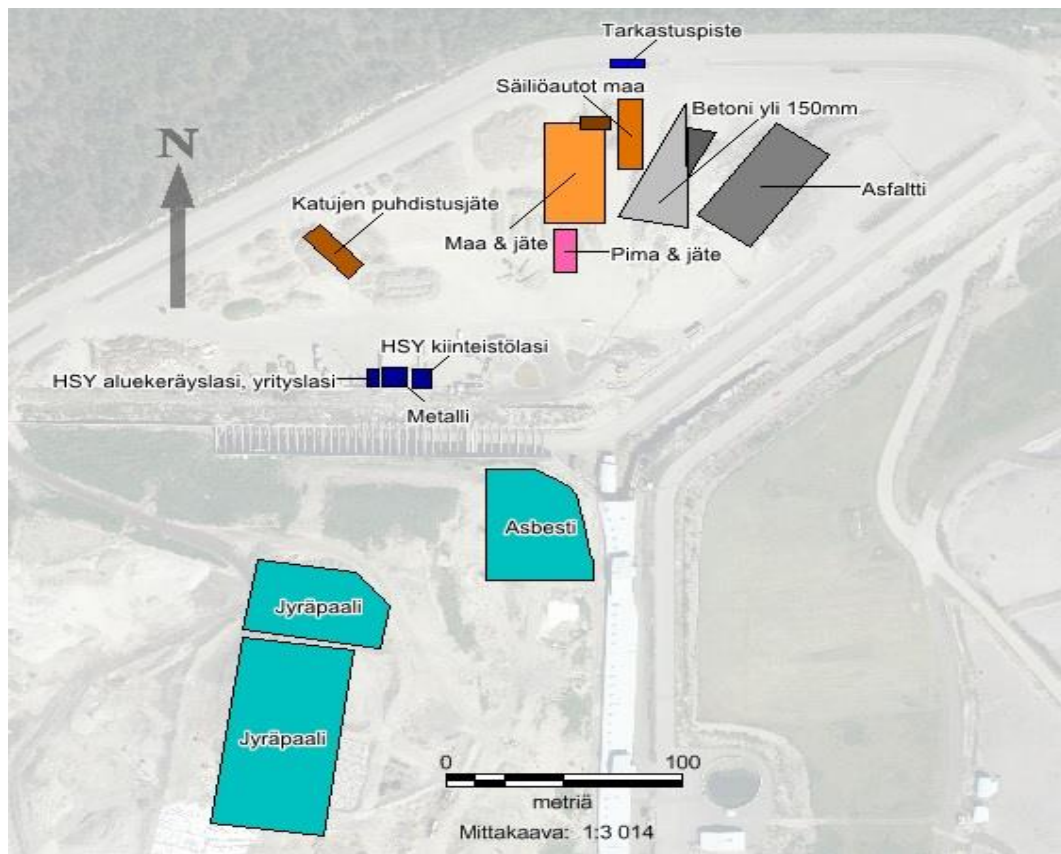 Tarkastuspiste
Säiliöautot maa
Betoni yli 150mm
N
Katujen puhdistusjäte
Asfaltti
Maa & jäte
Pima & jäte
HSY kiinteistölasi
HSY aluekeräyslasi, yrityslasi
Metalli
Asbesti
Jyräpaali
Jyräpaali
0 100
metriä
Mittakaava: 1:3 014